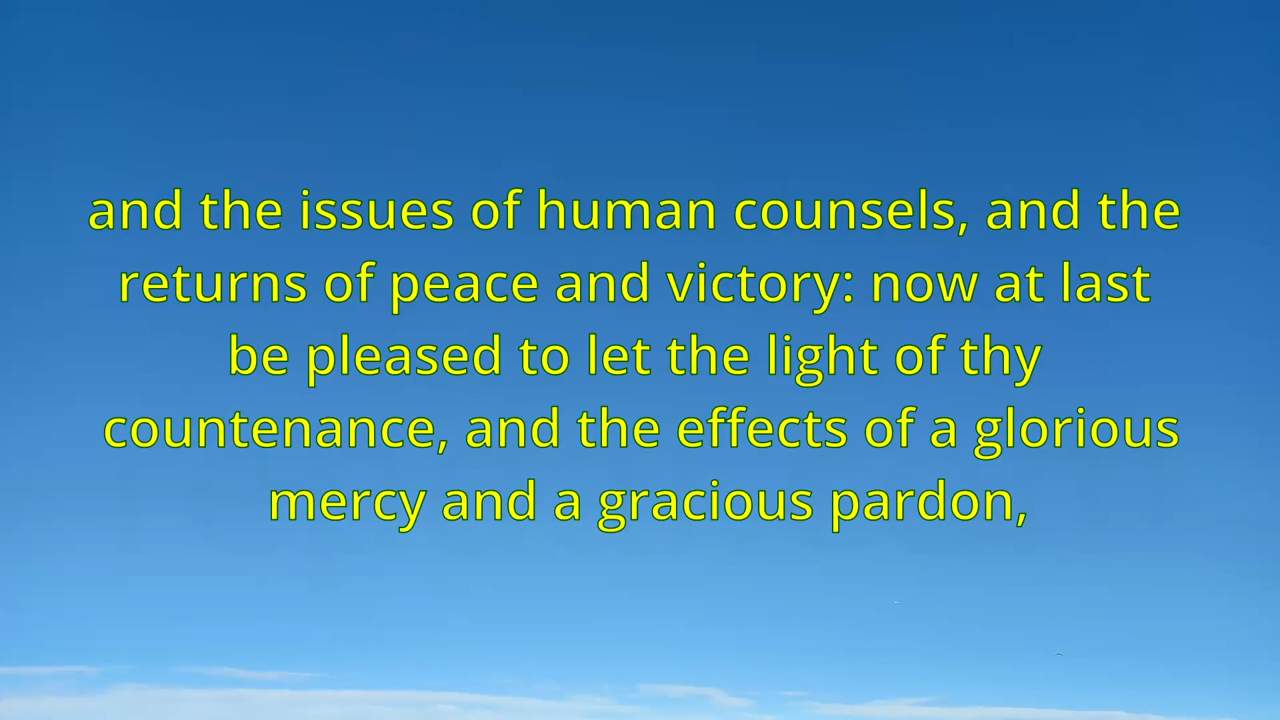 and the issues of human counsels, and the
returns of peace and victory: now at last
be pleased to let the light of thy
countenance, and the effects of a glorious
mercy and a gracious pardon,